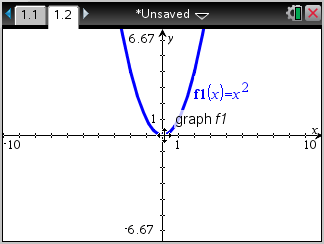 1.1 1.2 *Unsaved
6.67 y
f1(x)=x²
1 graph f1
x
-10 1 10
-6.67